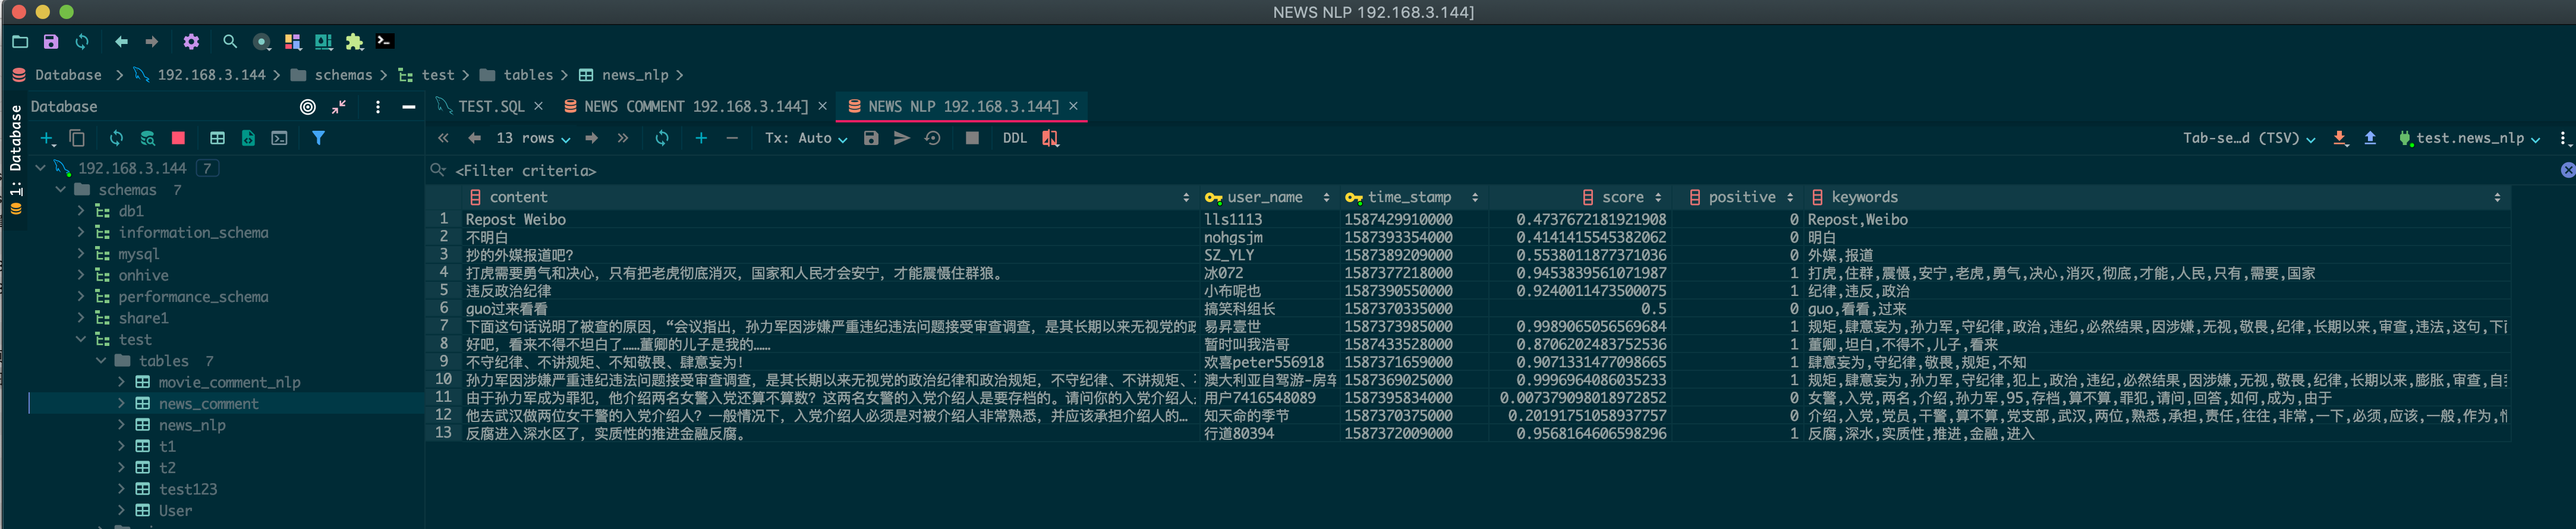 NEWS NLP 192.168.3.144]
Database > 192.168.3.144 > schemas > test > tables > news_nlp >
Database
TEST.SQL × NEWS COMMENT 192.168.3.144] × NEWS NLP 192.168.3.144] ×
1: Database
13 rows Tx: Auto DDL Tab-se…d (TSV) test.news_nlp
<Filter criteria>
192.168.3.144 7
schemas 7
db1
information_schema
mysql
onhive
performance_schema
share1
test
tables 7
movie_comment_nlp
news_comment
news_nlp
t1
t2
test123
User
content user_name time_stamp score positive keywords
1 Repost Weibo lls1113 1587429910000 0.4737672181921908 0 Repost,Weibo
2 不明白 nohgsjm 1587393354000 0.4141415545382062 0 明白
3 抄的外媒报道吧? SZ_YLY 1587389209000 0.5538011877371036 0 外媒,报道
4 打虎需要勇气和决心，只有把老虎彻底消灭，国家和人民才会安宁，才能震慑住群狼。 冰072 1587377218000 0.9453839561071987 1 打虎,住群,震慑,安宁,老虎,勇气,决心,消灭,彻底,才能,人民,只有,需要,国家
5 违反政治纪律 小布呢也 1587390550000 0.9240011473500075 1 纪律,违反,政治
6 guo过来看看 搞笑科组长 1587370335000 0.5 0 guo,看看,过来
7 下面这句话说明了被查的原因，“会议指出，孙力军因涉嫌严重违纪违法问题接受审查调查，是其长期以来无视党的政 易昇壹世 1587373985000 0.9989065056569684 1 规矩,肆意妄为,孙力军,守纪律,政治,违纪,必然结果,因涉嫌,无视,敬畏,纪律,长期以来,审查,违法,这句,下面
8 好吧，看来不得不坦白了……董卿的儿子是我的…… 暂时叫我浩哥 1587433528000 0.8706202483752536 1 董卿,坦白,不得不,儿子,看来
9 不守纪律、不讲规矩、不知敬畏、肆意妄为！ 欢喜peter556918 1587371659000 0.9071331477098665 1 肆意妄为,守纪律,敬畏,规矩,不知
10 孙力军因涉嫌严重违纪违法问题接受审查调查，是其长期以来无视党的政治纪律和政治规矩，不守纪律、不讲规矩、 澳大利亚自驾游-房车 1587369025000 0.9996964086035233 1 规矩,肆意妄为,孙力军,守纪律,犯上,政治,违纪,必然结果,因涉嫌,无视,敬畏,纪律,长期以来,膨胀,审查,自
11 由于孙力军成为罪犯，他介绍两名女警入党还算不算数？这两名女警的入党介绍人是要存档的。请问你的入党介绍人 用户7416548089 1587395834000 0.007379098018972852 0 女警,入党,两名,介绍,孙力军,95,存档,算不算,罪犯,请问,回答,如何,成为,由于
12 他去武汉做两位女干警的入党介绍人？一般情况下，入党介绍人必须是对被介绍人非常熟悉，并应该承担介绍人的… 知天命的季节 1587370375000 0.20191751058937757 0 介绍,入党,党员,干警,算不算,党支部,武汉,两位,熟悉,承担,责任,往往,非常,一下,必须,应该,一般,作为
13 反腐进入深水区了，实质性的推进金融反腐。 行道80394 1587372009000 0.9568164606598296 1 反腐,深水,实质性,推进,金融,进入